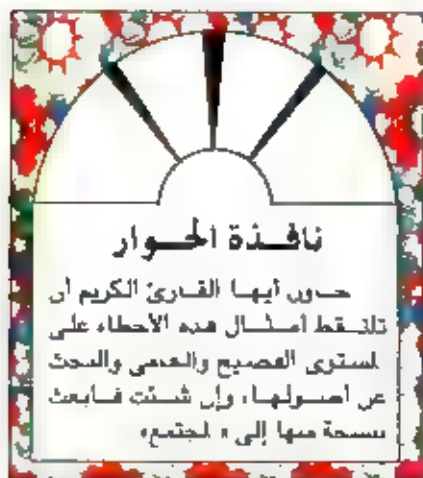 نافذة الحوار
حاول أيها القارئ الكريم أن
تلتقط أمثال هذه الأخطاء على
المستوى الفصيح والعامي والبحث
عن أصولها، وإن شئت فابعث
بنسخة منها إلى «المجتمع»